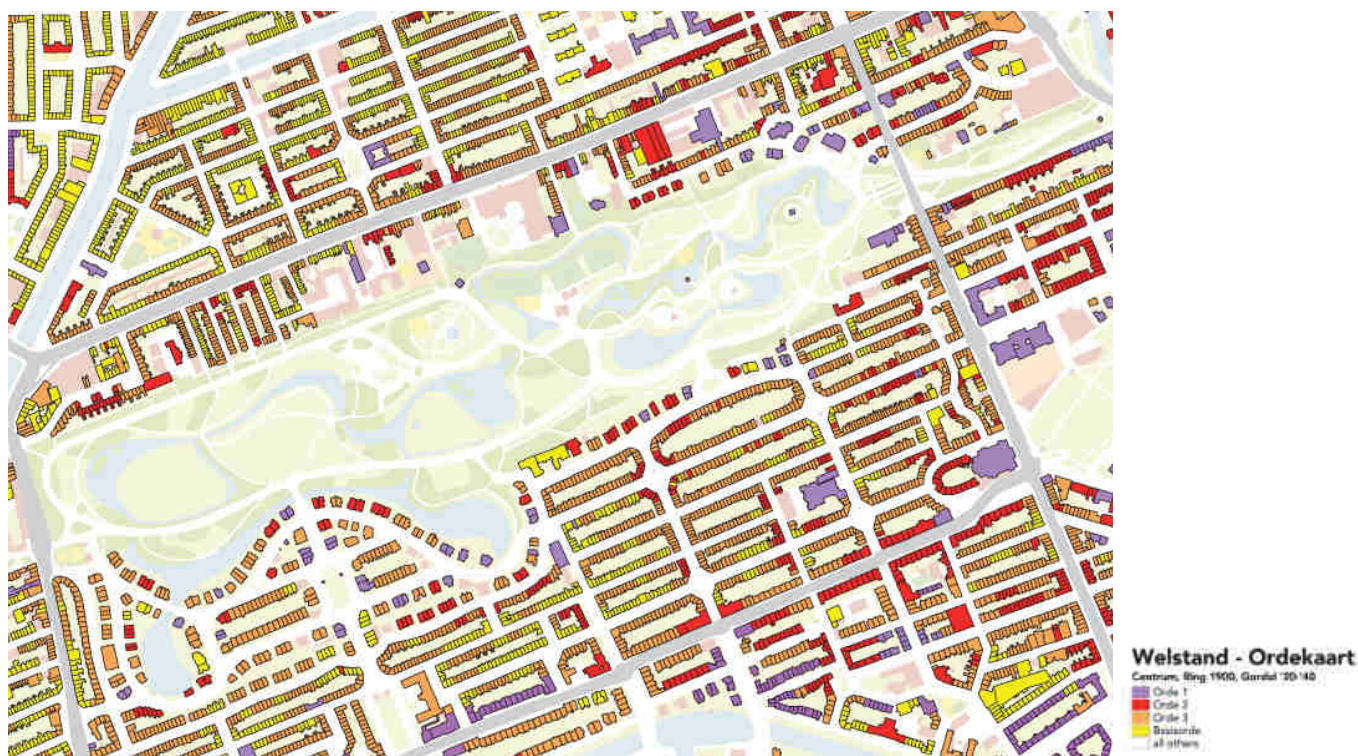 Welstand - Ordekaart
Centrum, Ring 1900, Gordel '20-'40
Orde 1
Orde 2
Orde 3
Basisorde
all others